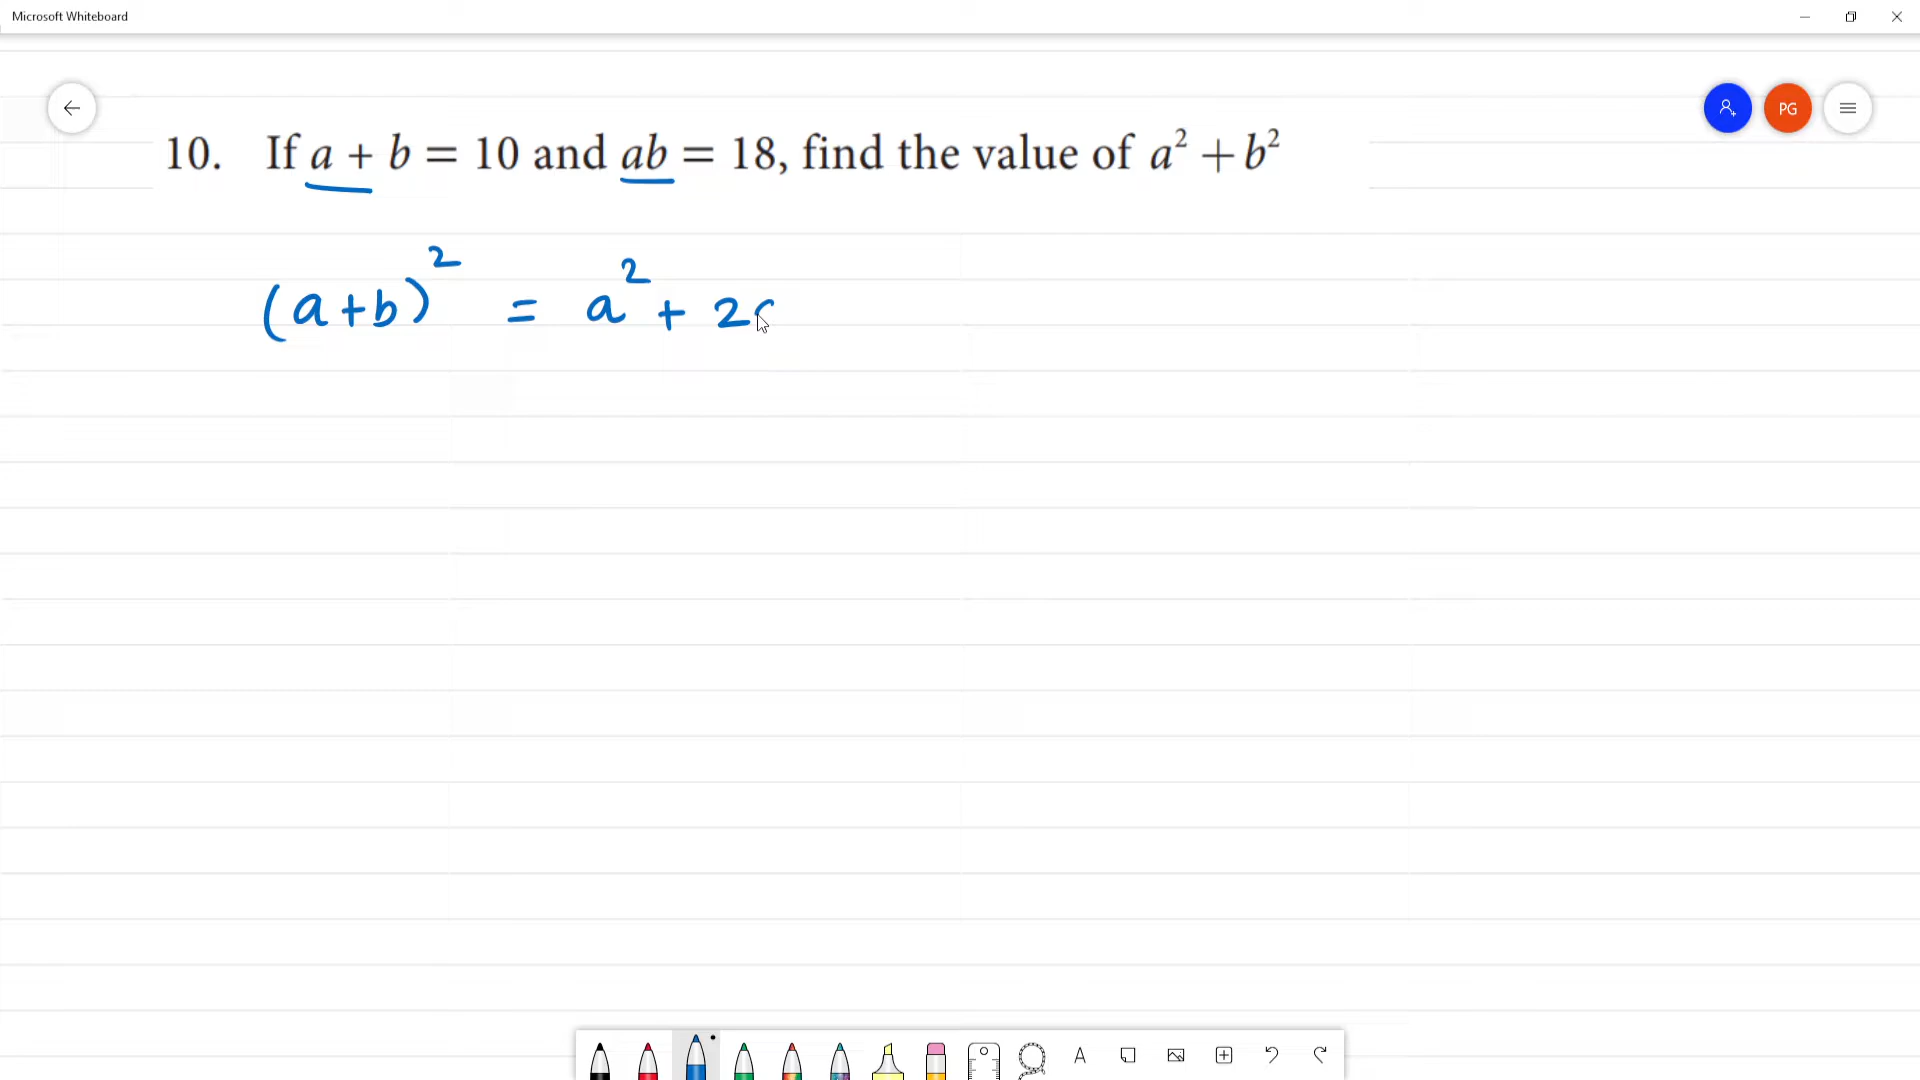 Microsoft Whiteboard
PG
10. If a + b = 10 and ab = 18, find the value of a² + b²
(a+b)² = a² + 2
A